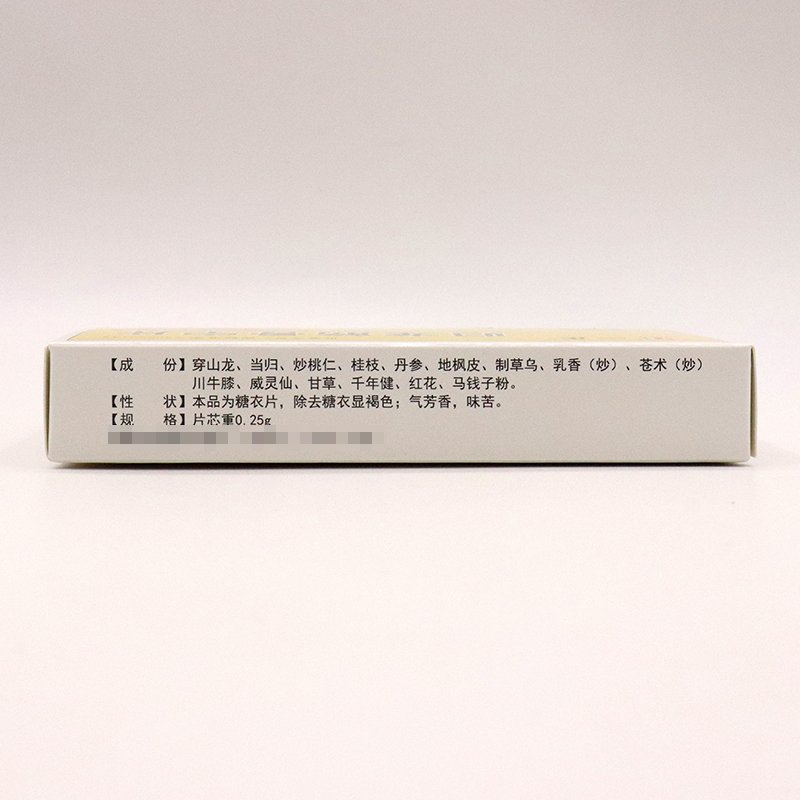 【成　　份】穿山龙、当归、炒桃仁、桂枝、丹参、地枫皮、制草乌、乳香（炒）、苍术（炒）
川牛膝、威灵仙、甘草、千年健、红花、马钱子粉。
【性　　状】本品为糖衣片，除去糖衣显褐色；气芳香，味苦。
【规　　格】片芯重0.25g